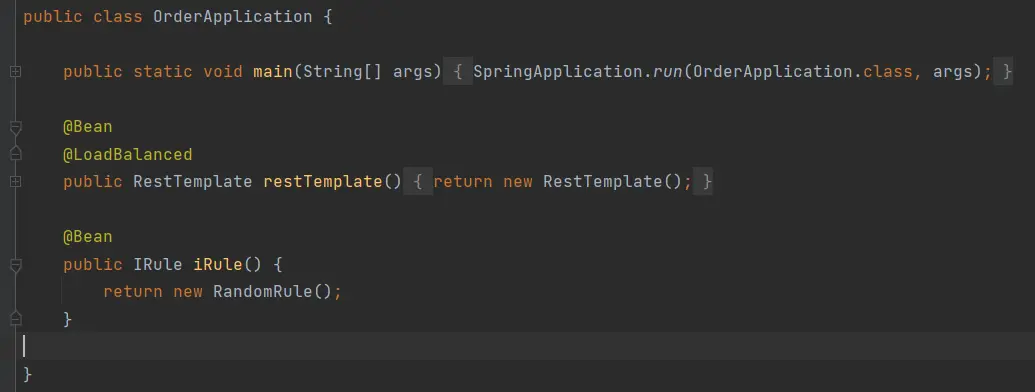 public class OrderApplication {
public static void main(String[] args) { SpringApplication.run(OrderApplication.class, args); }
@Bean
@LoadBalanced
public RestTemplate restTemplate() { return new RestTemplate(); }
@Bean
public IRule iRule() {
return new RandomRule();
}
}